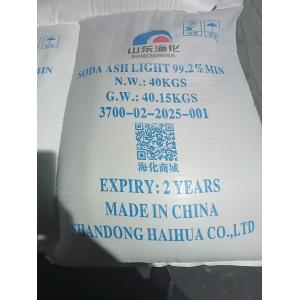 山东海化
SHANDONGHAIHUA
SODA ASH LIGHT 99.2%MIN
N.W.: 40KGS
G.W.: 40.15KGS
3700-02-2025-001
海化商城
EXPIRY: 2 YEARS
MADE IN CHINA
SHANDONG HAIHUA CO.,LTD